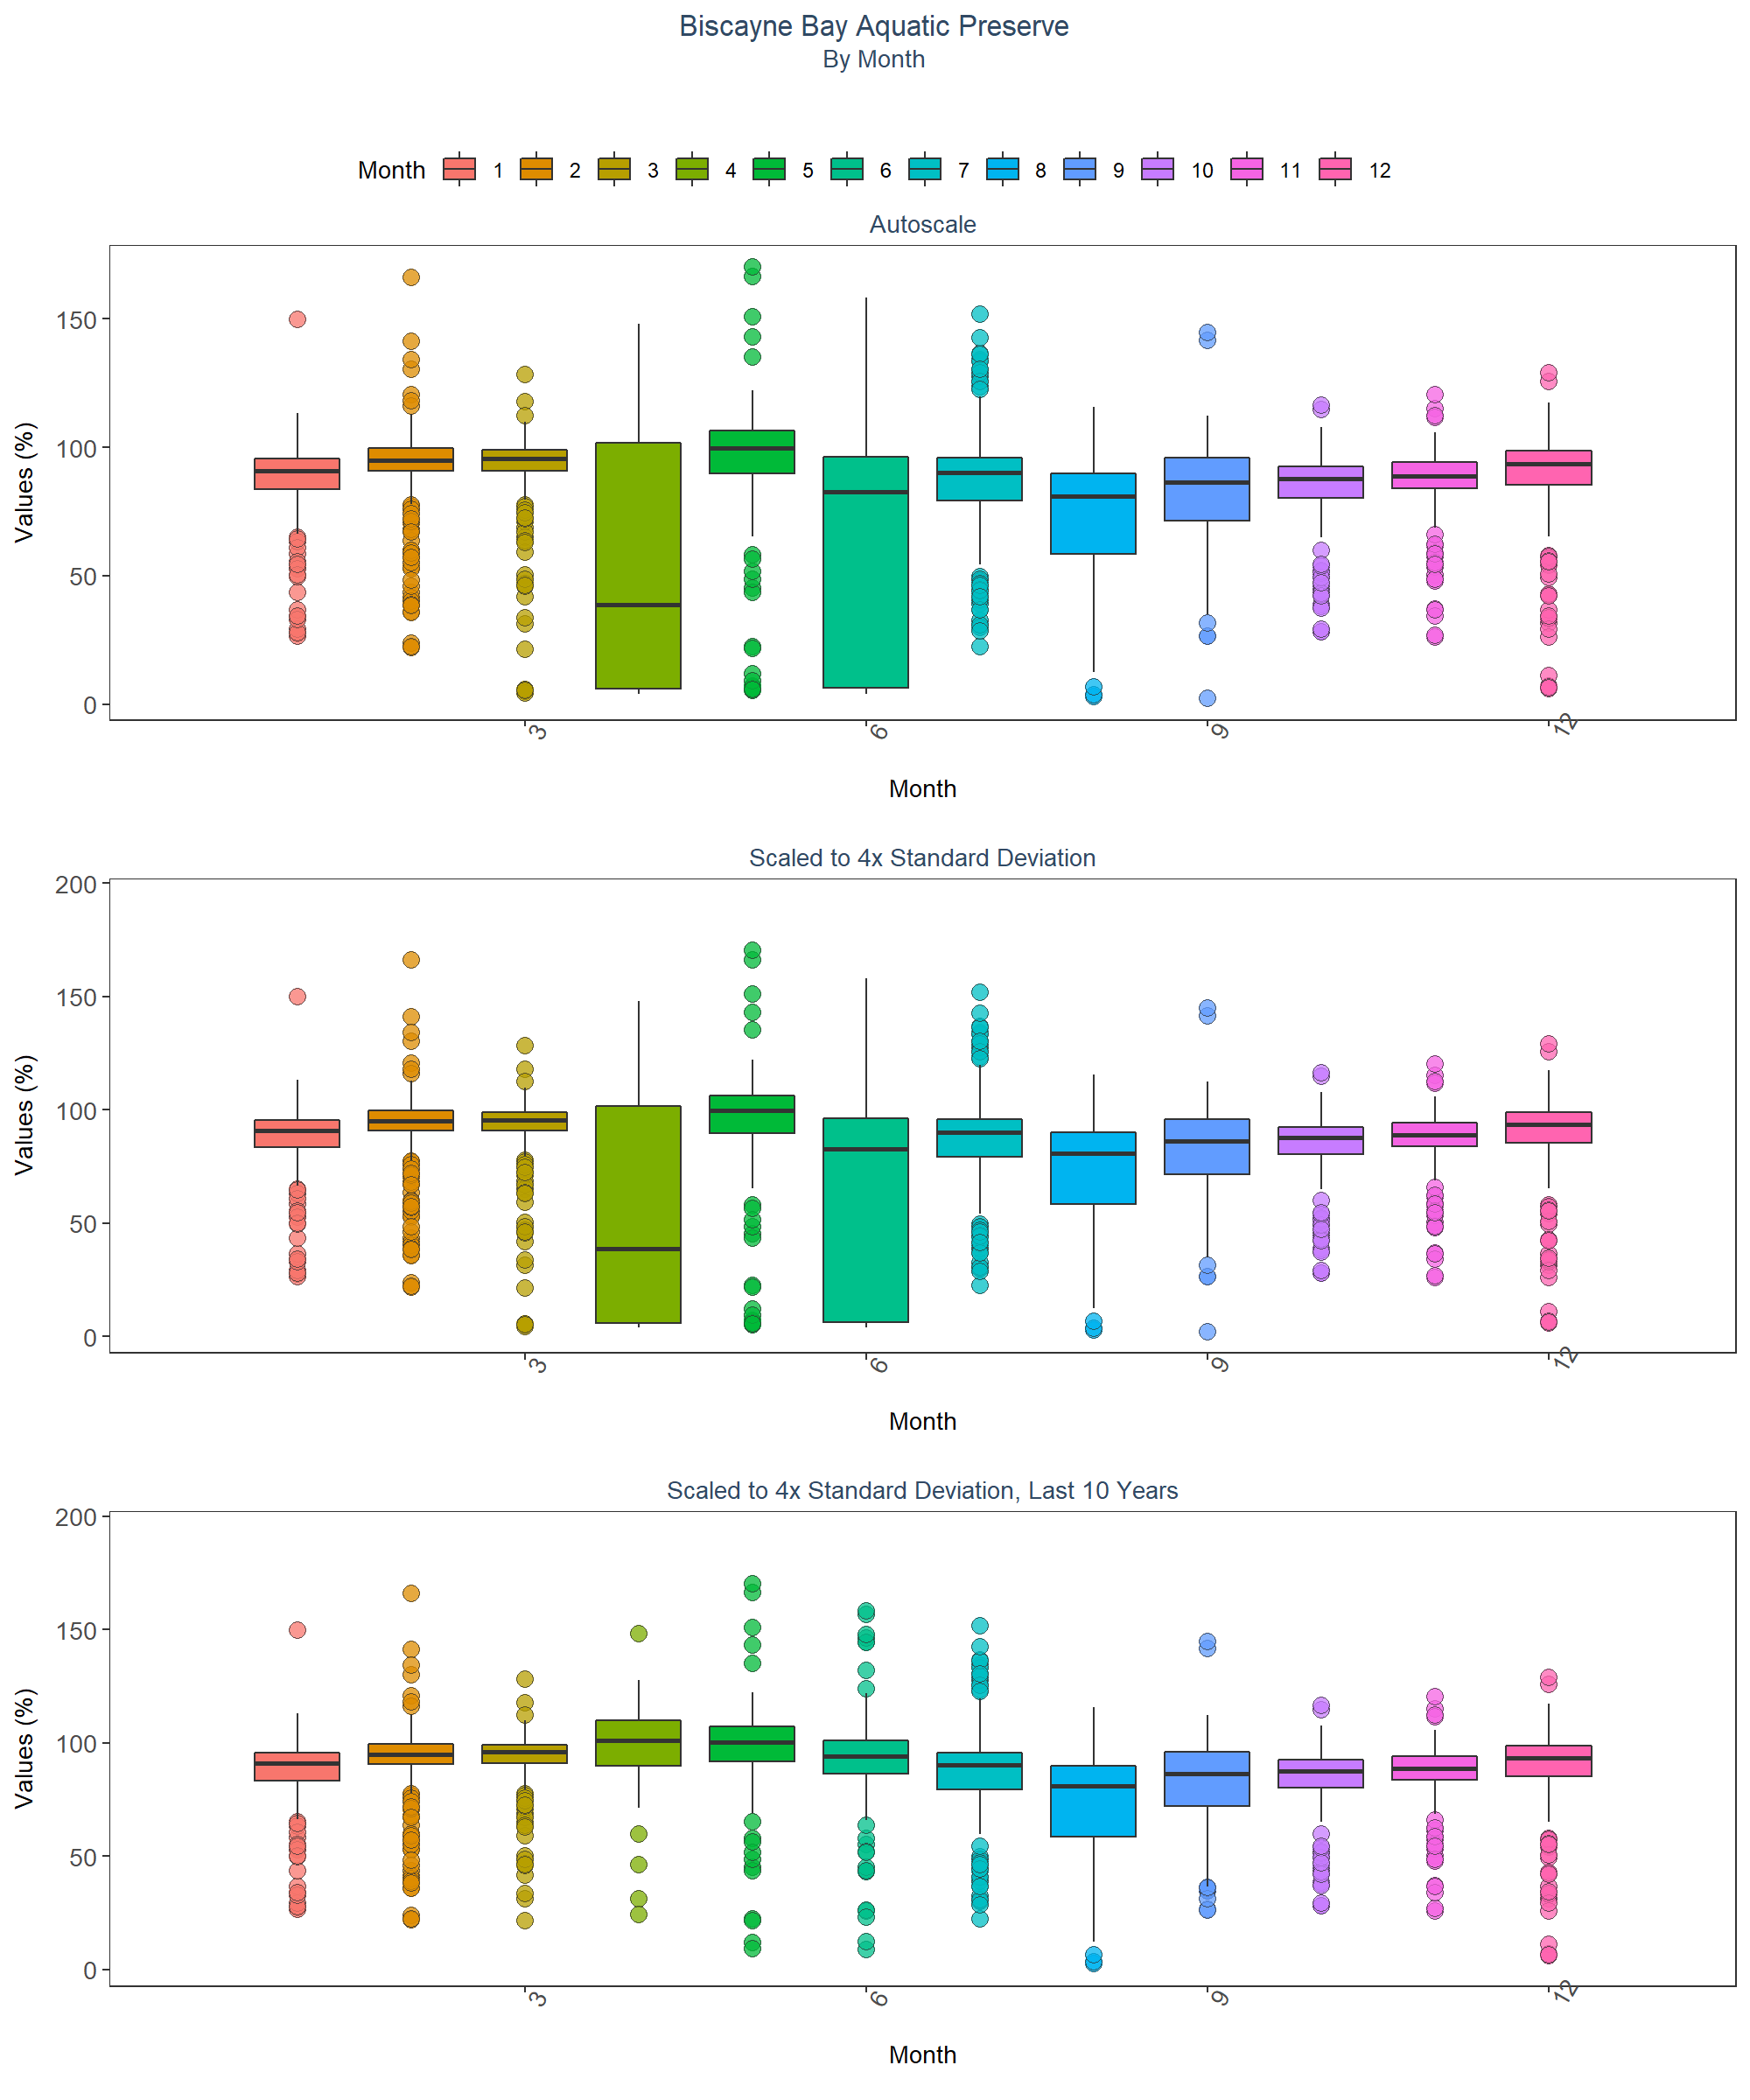 Biscayne Bay Aquatic Preserve
By Month
Month 1 2 3 4 5 6 7 8 9 10 11 12
Autoscale
Values (%)
150
100
50
0
3 6 9 12
Month
Scaled to 4x Standard Deviation
Values (%)
200
150
100
50
0
3 6 9 12
Month
Scaled to 4x Standard Deviation, Last 10 Years
Values (%)
200
150
100
50
0
3 6 9 12
Month